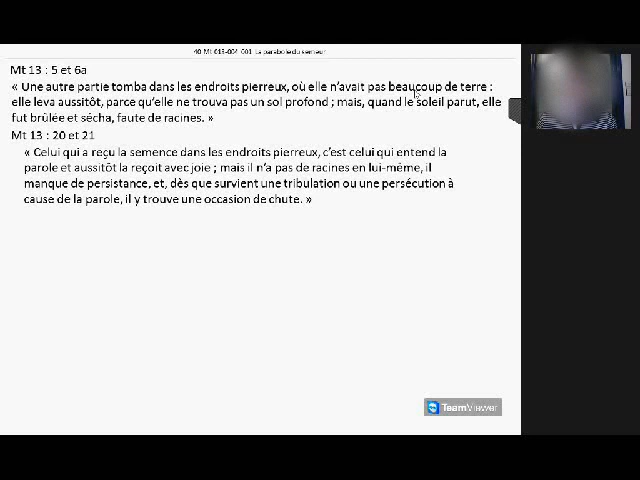 40 Mt 013-004 001 La parabole du semeur
Mt 13 : 5 et 6a
« Une autre partie tomba dans les endroits pierreux, où elle n'avait pas beaucoup de terre :
elle leva aussitôt, parce qu'elle ne trouva pas un sol profond ; mais, quand le soleil parut, elle
fut brûlée et sécha, faute de racines. »
Mt 13 : 20 et 21
« Celui qui a reçu la semence dans les endroits pierreux, c'est celui qui entend la
parole et aussitôt la reçoit avec joie ; mais il n'a pas de racines en lui-même, il
manque de persistance, et, dès que survient une tribulation ou une persécution à
cause de la parole, il y trouve une occasion de chute. »
TeamViewer